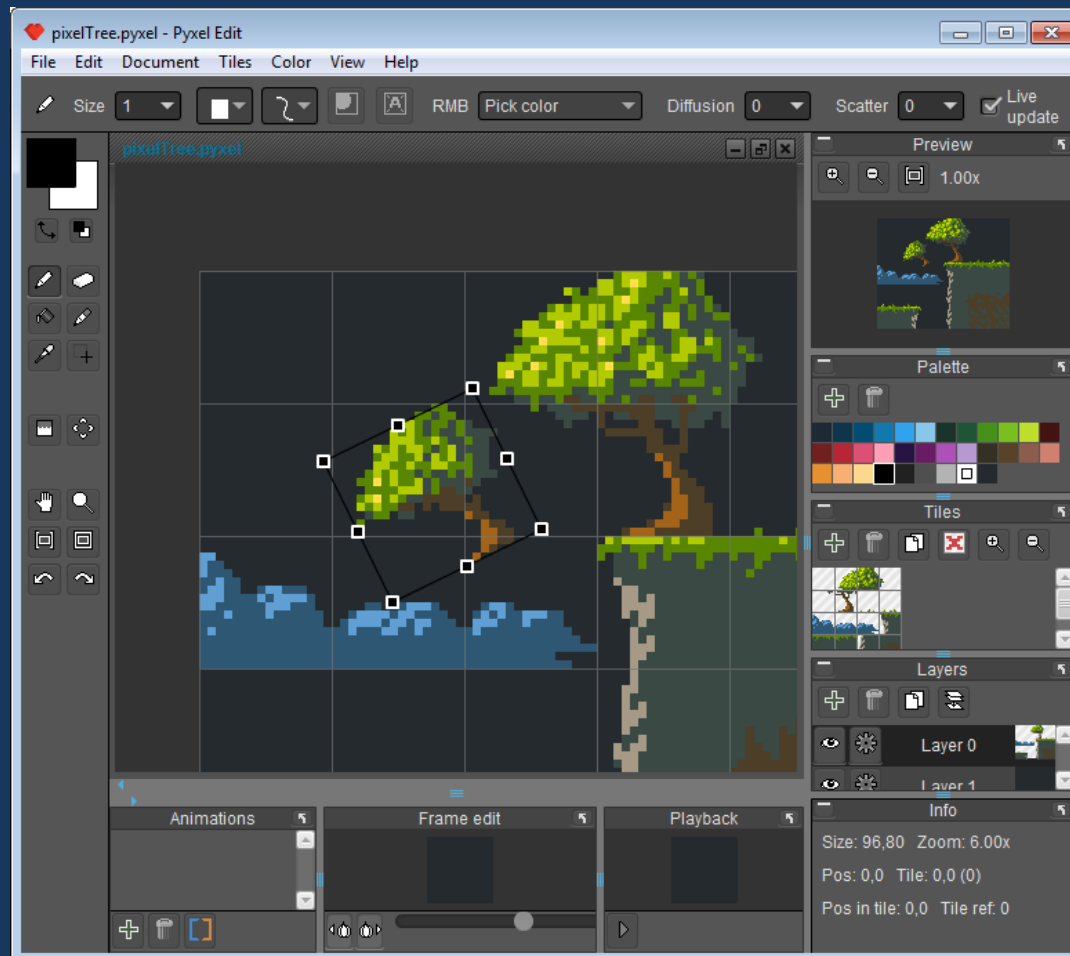 pixelTree.pyxel - Pyxel Edit
File Edit Document Tiles Color View Help
Size 1 RMB Pick color Diffusion 0 Scatter 0 Live update
pixelTree.pyxel
Preview
1.00x
Palette
Tiles
Layers
Layer 0
Layer 1
Animations
Frame edit
Playback
Info
Size: 96,80 Zoom: 6.00x
Pos: 0,0 Tile: 0,0 (0)
Pos in tile: 0,0 Tile ref: 0